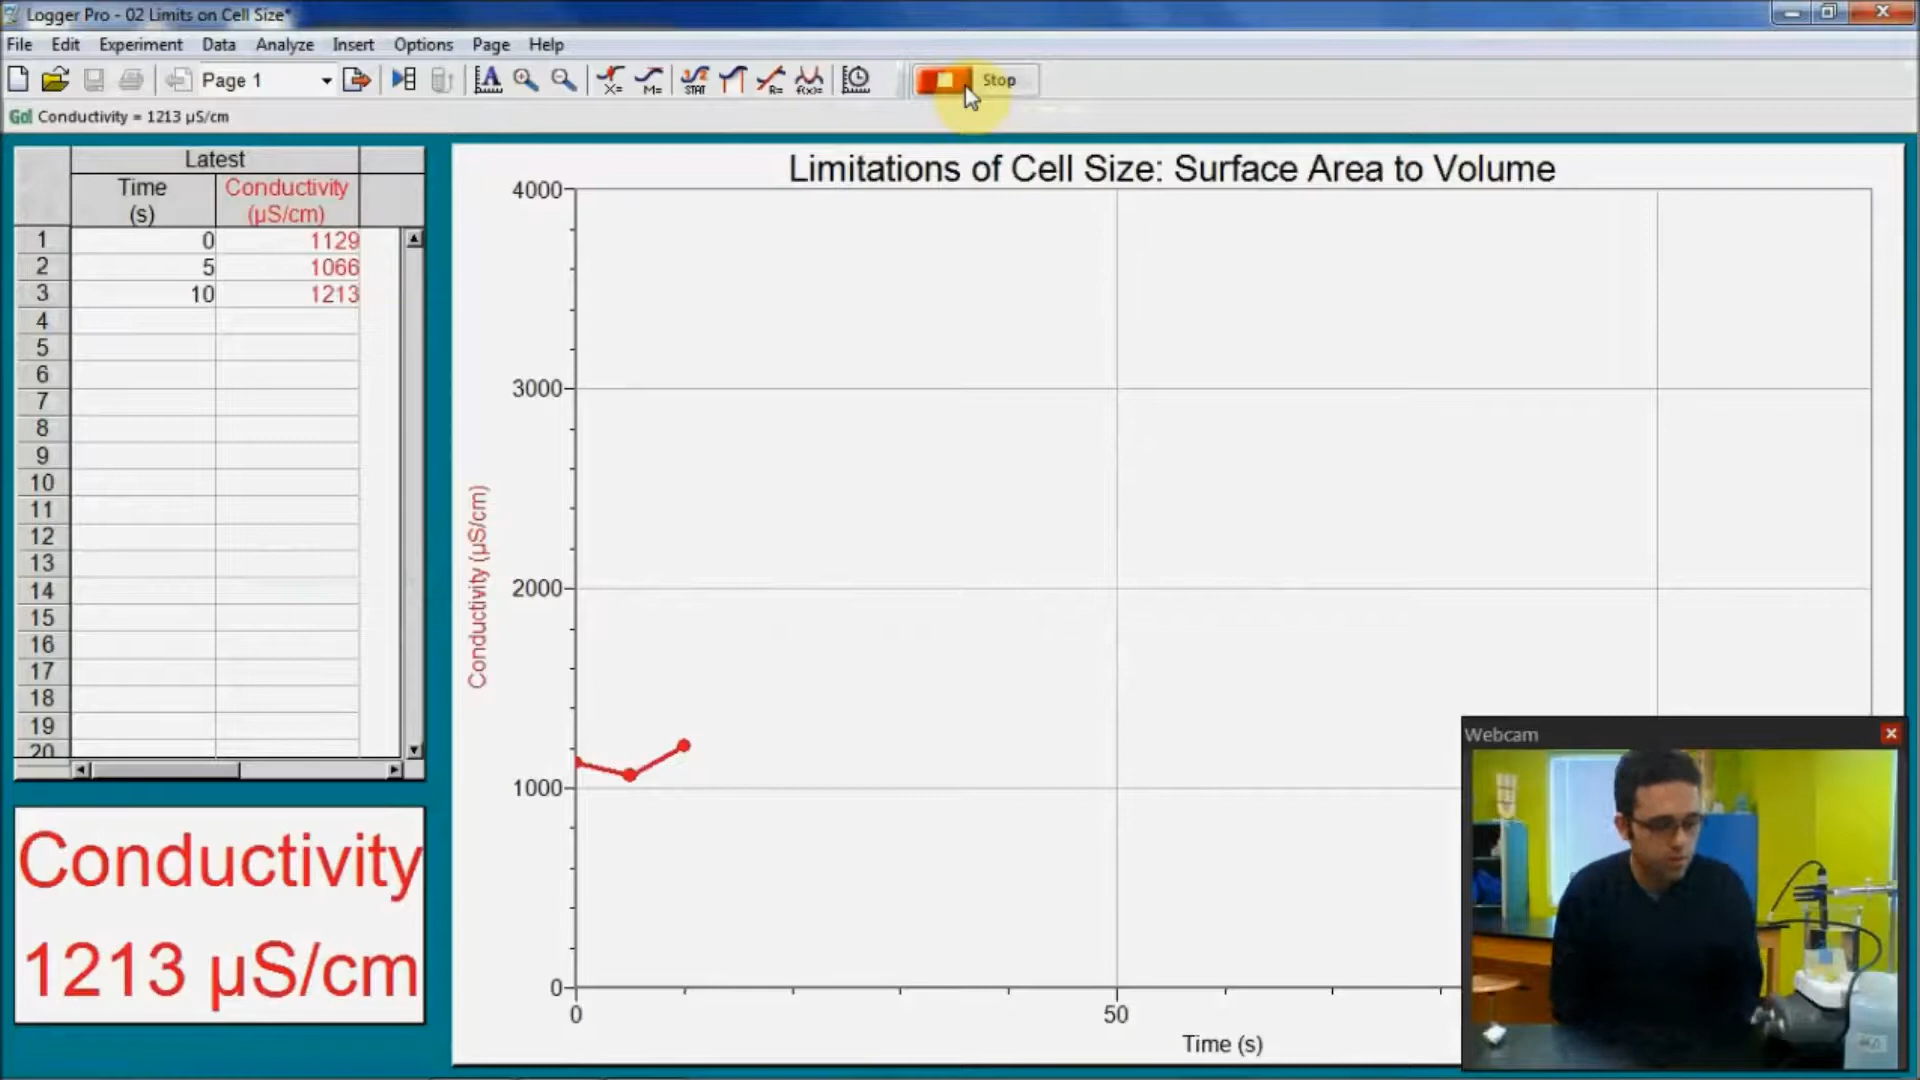 Logger Pro - 02 Limits on Cell Size*
File Edit Experiment Data Analyze Insert Options Page Help
Page 1
X= M= STAT R= f(x)=
Stop
Go! Conductivity = 1213 µS/cm
Latest
Time (s) Conductivity (µS/cm)
1 0 1129
2 5 1066
3 10 1213
4
5
6
7
8
9
10
11
12
13
14
15
16
17
18
19
20
Conductivity
1213 µS/cm
Limitations of Cell Size: Surface Area to Volume
4000
3000
2000
1000
0
Conductivity (µS/cm)
0 50
Time (s)
Webcam